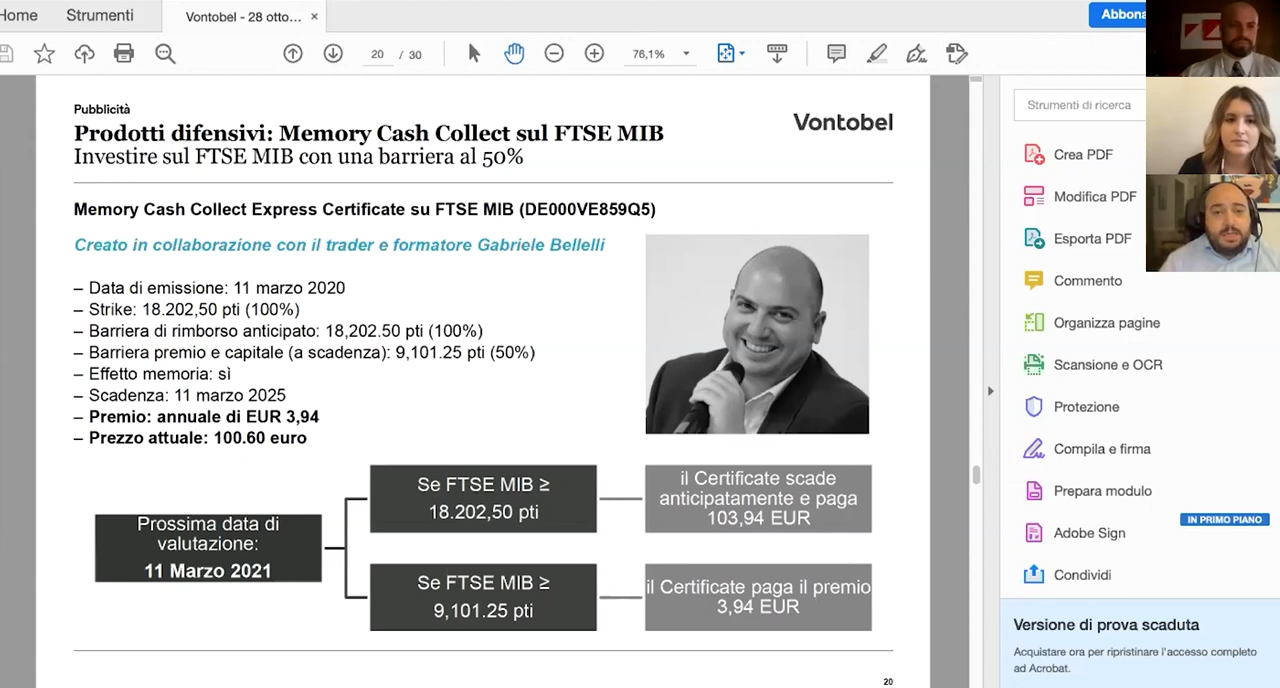 Home
Strumenti
Vontobel - 28 otto... ×
Abbona
20 / 30
76,1%
Strumenti di ricerca
Pubblicità
Prodotti difensivi: Memory Cash Collect sul FTSE MIB
Vontobel
Investire sul FTSE MIB con una barriera al 50%
Memory Cash Collect Express Certificate su FTSE MIB (DE000VE859Q5)
Creato in collaborazione con il trader e formatore Gabriele Bellelli
– Data di emissione: 11 marzo 2020
– Strike: 18.202,50 pti (100%)
– Barriera di rimborso anticipato: 18,202.50 pti (100%)
– Barriera premio e capitale (a scadenza): 9,101.25 pti (50%)
– Effetto memoria: sì
– Scadenza: 11 marzo 2025
– Premio: annuale di EUR 3,94
– Prezzo attuale: 100.60 euro
Prossima data di
valutazione:
11 Marzo 2021
Se FTSE MIB ≥
18.202,50 pti
il Certificate scade
anticipatamente e paga
103,94 EUR
Se FTSE MIB ≥
9,101.25 pti
il Certificate paga il premio
3,94 EUR
20
Crea PDF
Modifica PDF
Esporta PDF
Commento
Organizza pagine
Scansione e OCR
Protezione
Compila e firma
Prepara modulo
IN PRIMO PIANO
Adobe Sign
Condividi
Versione di prova scaduta
Acquistare ora per ripristinare l'accesso completo
ad Acrobat.